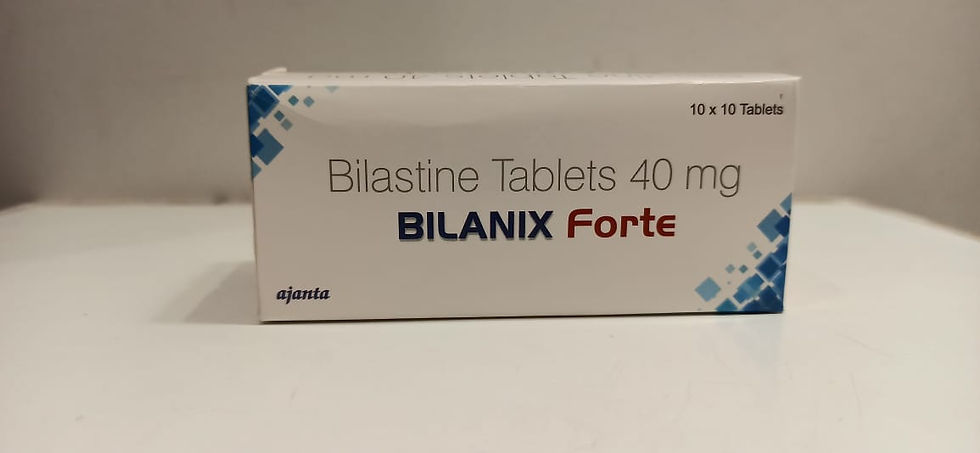 10 x 10 Tablets
Bilastine Tablets 40 mg
BILANIX Forte
ajanta